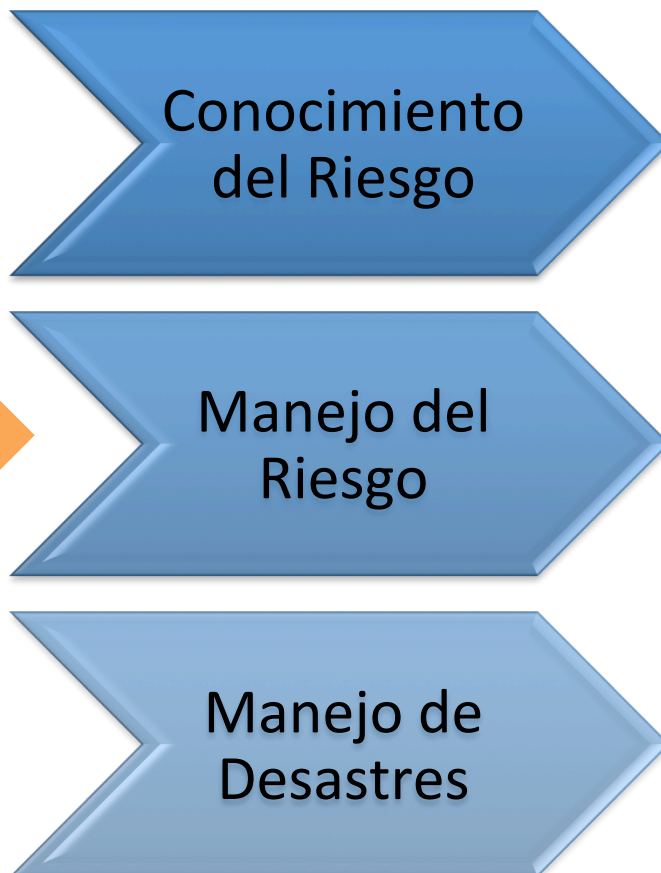 Conocimiento
del Riesgo
Manejo del
Riesgo
Manejo de
Desastres